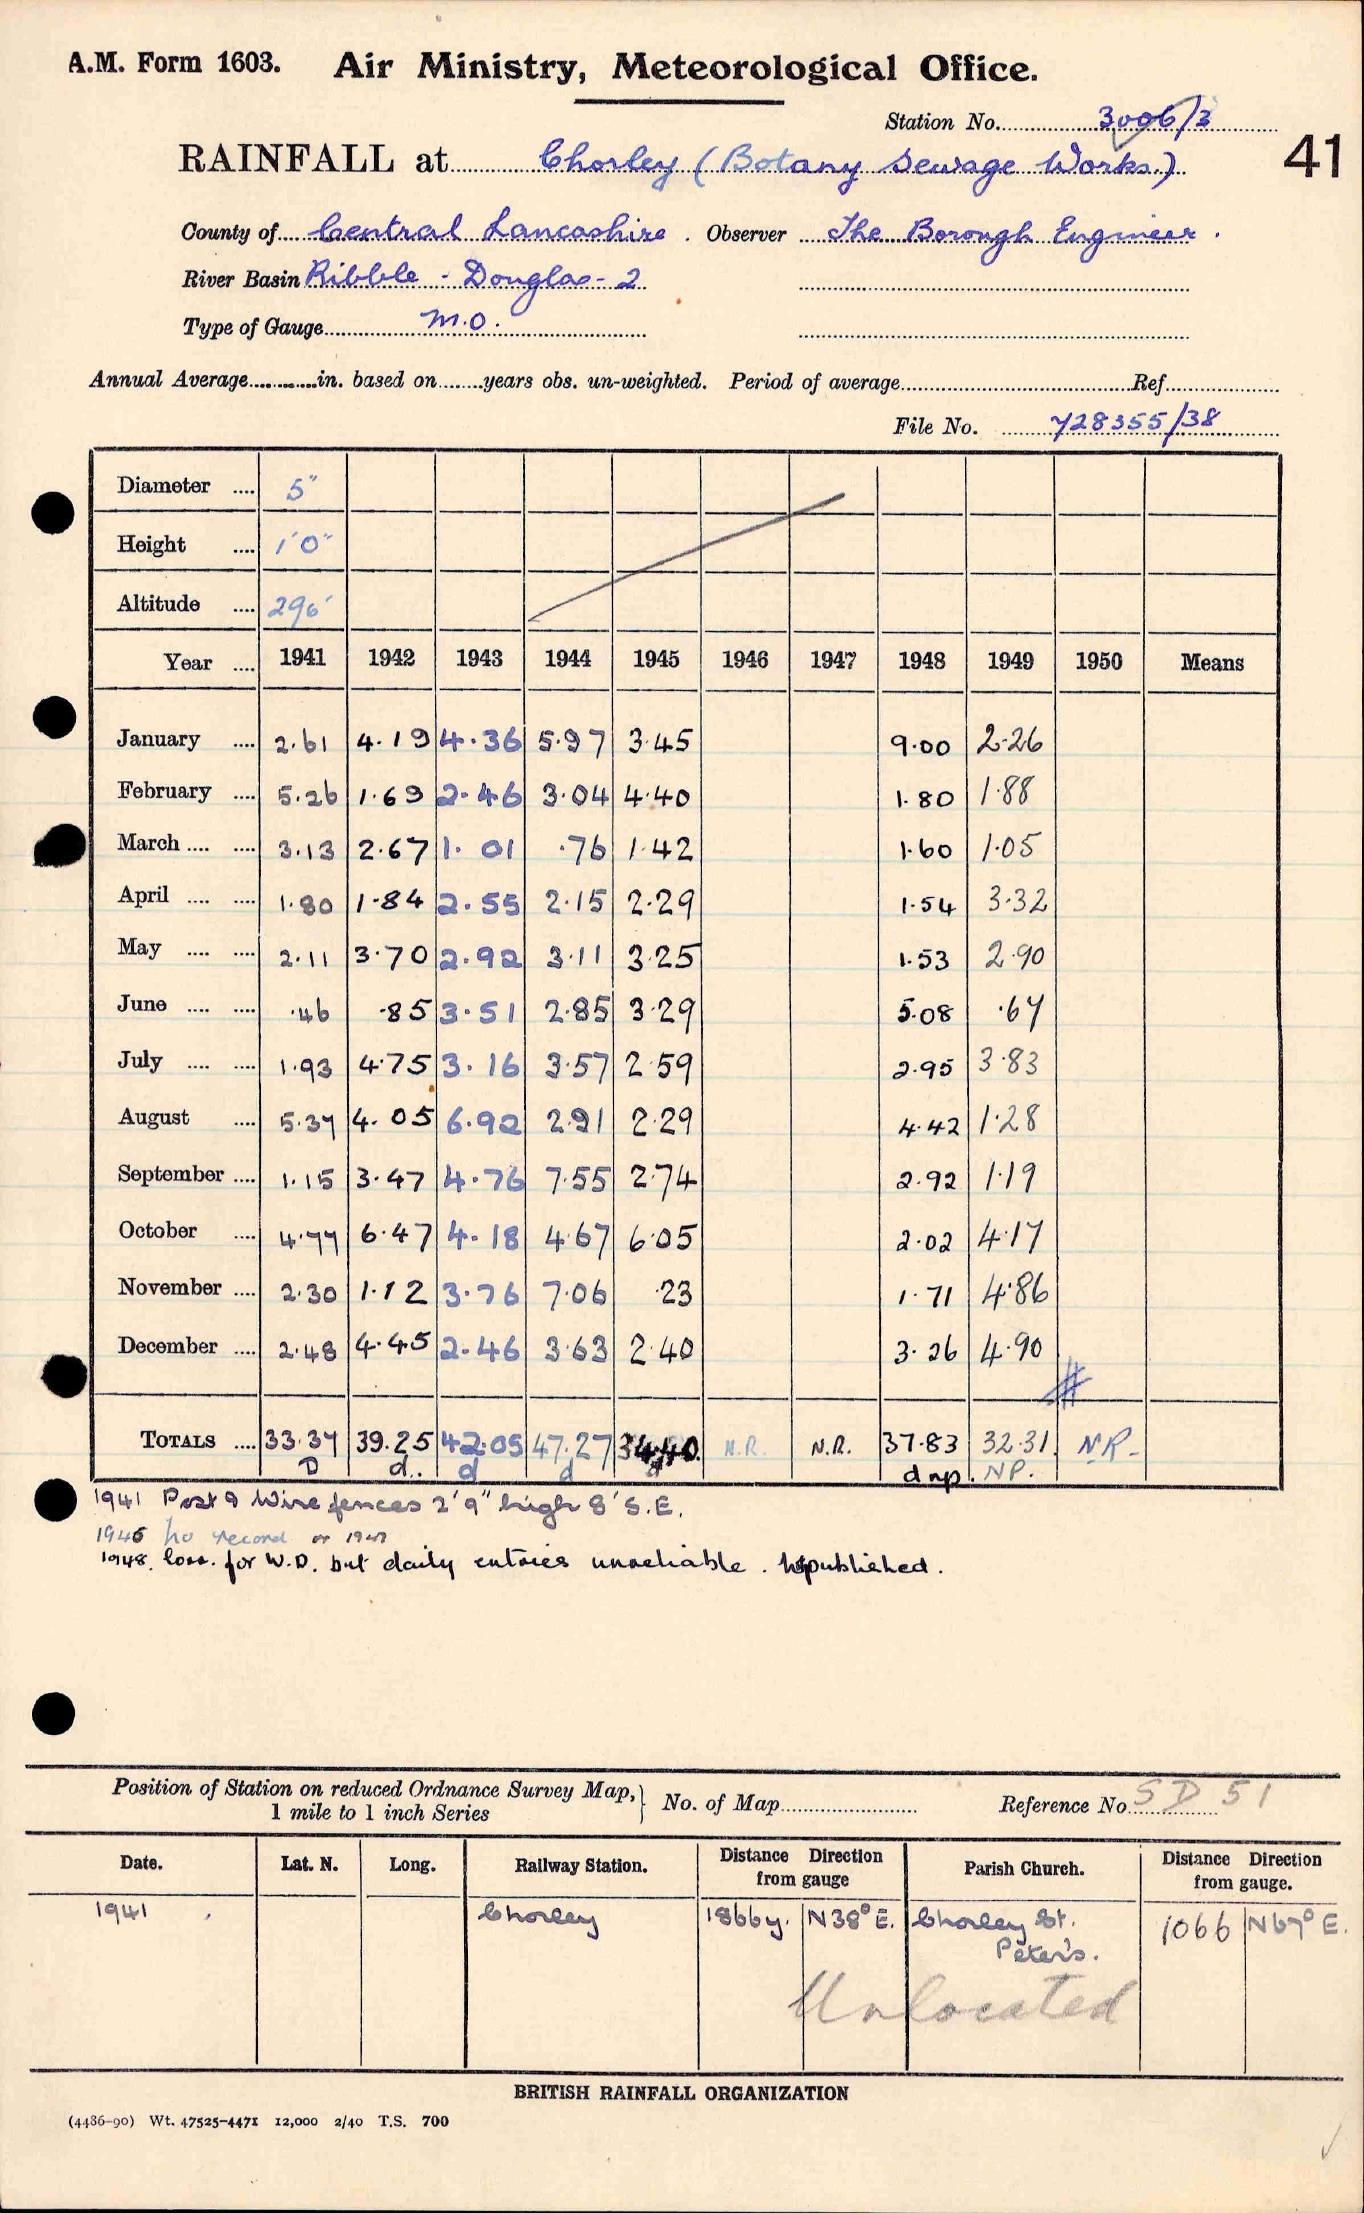 A.M. Form 1603. Air Ministry, Meteorological Office.
Station No. 3006/3
41
RAINFALL at Chorley (Botany Sewage Works.)
County of Central Lancashire. Observer The Borough Engineer.
River Basin Ribble - Douglas - 2
Type of Gauge M.O.
Annual Average in. based on years obs. un-weighted. Period of average Ref
File No. 728355/38
Diameter .... 5"
Height .... 1'0"
Altitude .... 296'
Year .... 1941 1942 1943 1944 1945 1946 1947 1948 1949 1950 Means
January .... 2.61 4.19 4.36 5.97 3.45 9.00 2.26
February .... 5.26 1.69 2.46 3.04 4.40 1.80 1.88
March .... .... 3.13 2.67 1.01 .76 1.42 1.60 1.05
April .... .... 1.80 1.84 2.55 2.15 2.29 1.54 3.32
May .... .... 2.11 3.70 2.92 3.11 3.25 1.53 2.90
June .... .... .46 .85 3.51 2.85 3.29 5.08 .67
July .... .... 1.93 4.75 3.16 3.57 2.59 2.95 3.83
August .... 5.37 4.05 6.92 2.91 2.29 4.42 1.28
September .... 1.15 3.47 4.76 7.55 2.74 2.92 1.19
October .... 4.77 6.47 4.18 4.67 6.05 2.02 4.17
November .... 2.30 1.12 3.76 7.06 .23 1.71 4.86
December .... 2.48 4.45 2.46 3.63 2.40 3.26 4.90
TOTALS .... 33.37 39.25 42.05 47.27 34.40 N.R. N.R. 37.83 32.31 N.R.
D d. d d d d np. NP.
1941 Post & Wire fences 2'9" high 8' S.E.
1946 no record or 1947
1948. for W.D. but daily entries unreliable. published.
Position of Station on reduced Ordnance Survey Map, 1 mile to 1 inch Series } No. of Map Reference No. SD 51
Date. Lat. N. Long. Railway Station. Distance Direction from gauge Parish Church. Distance Direction from gauge.
1941 Chorley 1866y. N38°E. Chorley St. Peter's. 1066 N67°E.
Unlocated
BRITISH RAINFALL ORGANIZATION
(4486-90) Wt. 47525-4471 12,000 2/40 T.S. 700